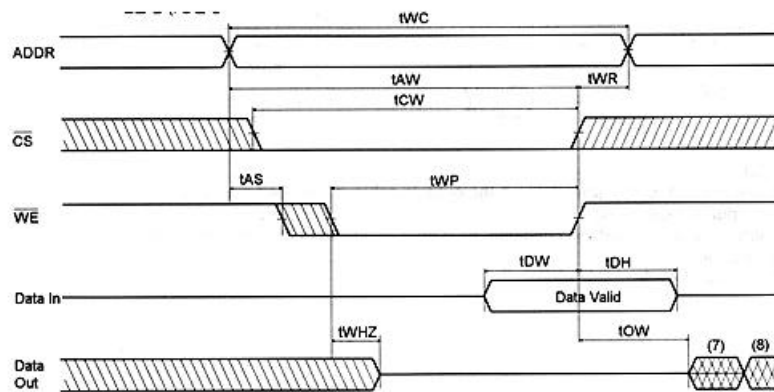 tWC
ADDR
tAW
tWR
tCW
CS
tAS
tWP
WE
tDW
tDH
Data In
Data Valid
tWHZ
tOW
(7)
(8)
Data
Out